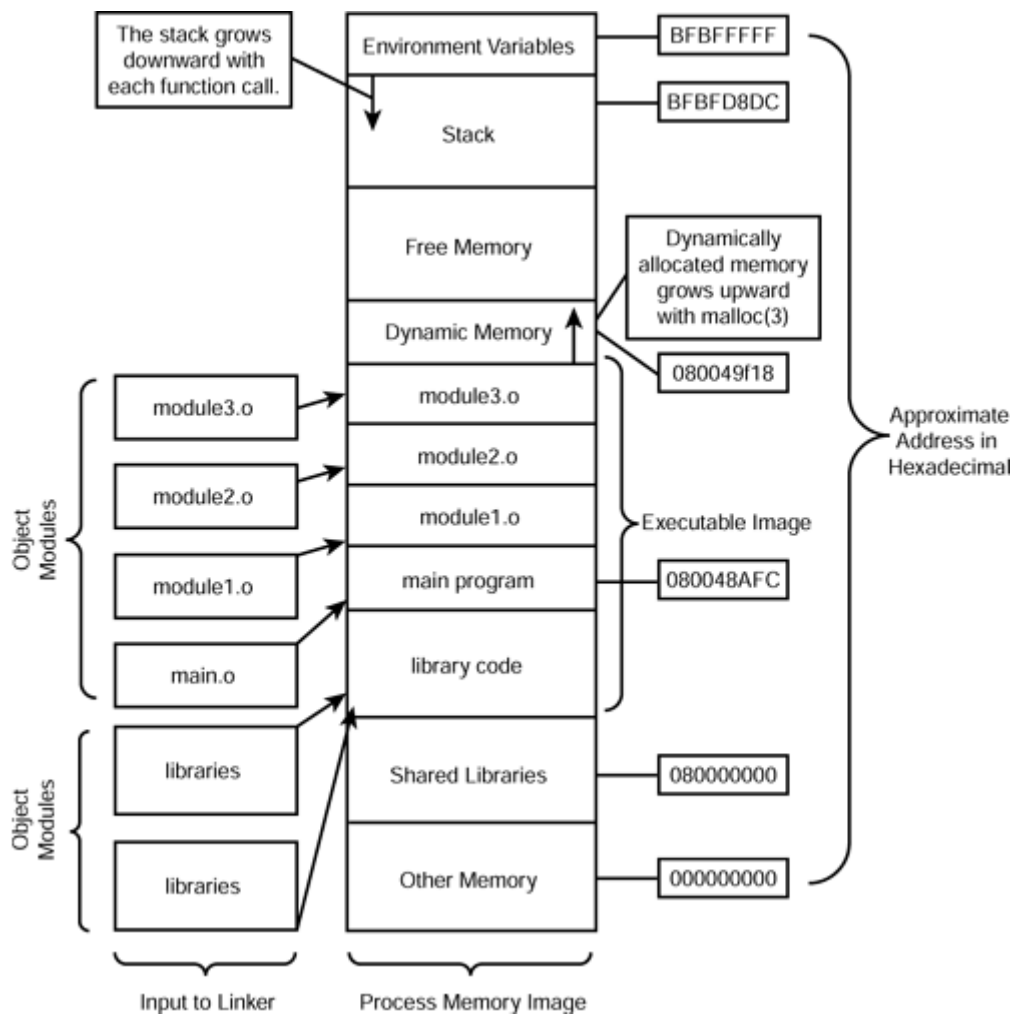 The stack grows
downward with
each function call.
Environment Variables
BFBFFFFF
BFBFD8DC
Stack
Free Memory
Dynamically
allocated memory
grows upward
with malloc(3)
Dynamic Memory
080049f18
module3.o
module3.o
Approximate
Address in
Hexadecimal
module2.o
module2.o
Object
Modules
module1.o
Executable Image
module1.o
main program
080048AFC
main.o
library code
libraries
Shared Libraries
080000000
Object
Modules
libraries
Other Memory
000000000
Input to Linker
Process Memory Image